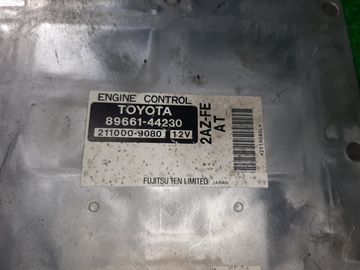 ENGINE CONTROL
TOYOTA
89661-44230
211000-9080 12V
2AZ-FE
AT
FUJITSU TEN LIMITED JAPAN